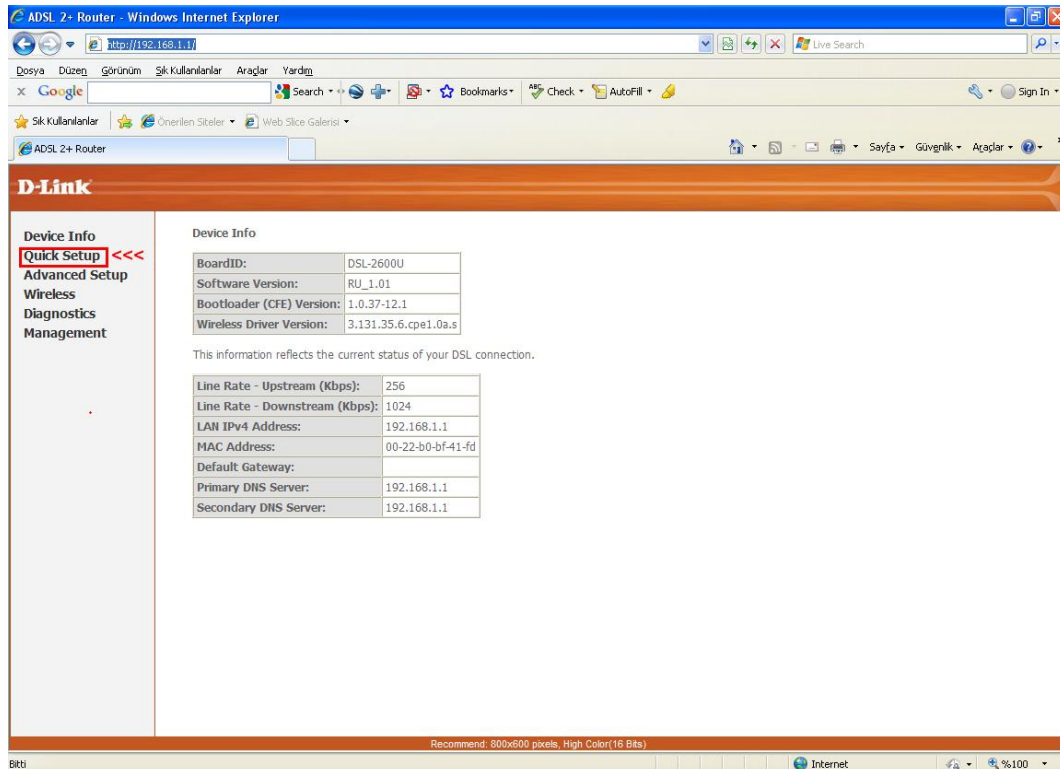 ADSL 2+ Router - Windows Internet Explorer
http://192.168.1.1/
Live Search
Dosya Düzen Görünüm Sık Kullanılanlar Araçlar Yardım
x Google Search Bookmarks Check AutoFill Sign In
Sık Kullanılanlar Önerilen Siteler Web Slice Galerisi
ADSL 2+ Router Sayfa Güvenlik Araçlar
D-Link
Device Info
Quick Setup <<<
Advanced Setup
Wireless
Diagnostics
Management
Device Info
BoardID: DSL-2600U
Software Version: RU_1.01
Bootloader (CFE) Version: 1.0.37-12.1
Wireless Driver Version: 3.131.35.6.cpe1.0a.s
This information reflects the current status of your DSL connection.
Line Rate - Upstream (Kbps): 256
Line Rate - Downstream (Kbps): 1024
LAN IPv4 Address: 192.168.1.1
MAC Address: 00-22-b0-bf-41-fd
Default Gateway:
Primary DNS Server: 192.168.1.1
Secondary DNS Server: 192.168.1.1
Recommend: 800x600 pixels, High Color(16 Bits)
Bitti Internet %100